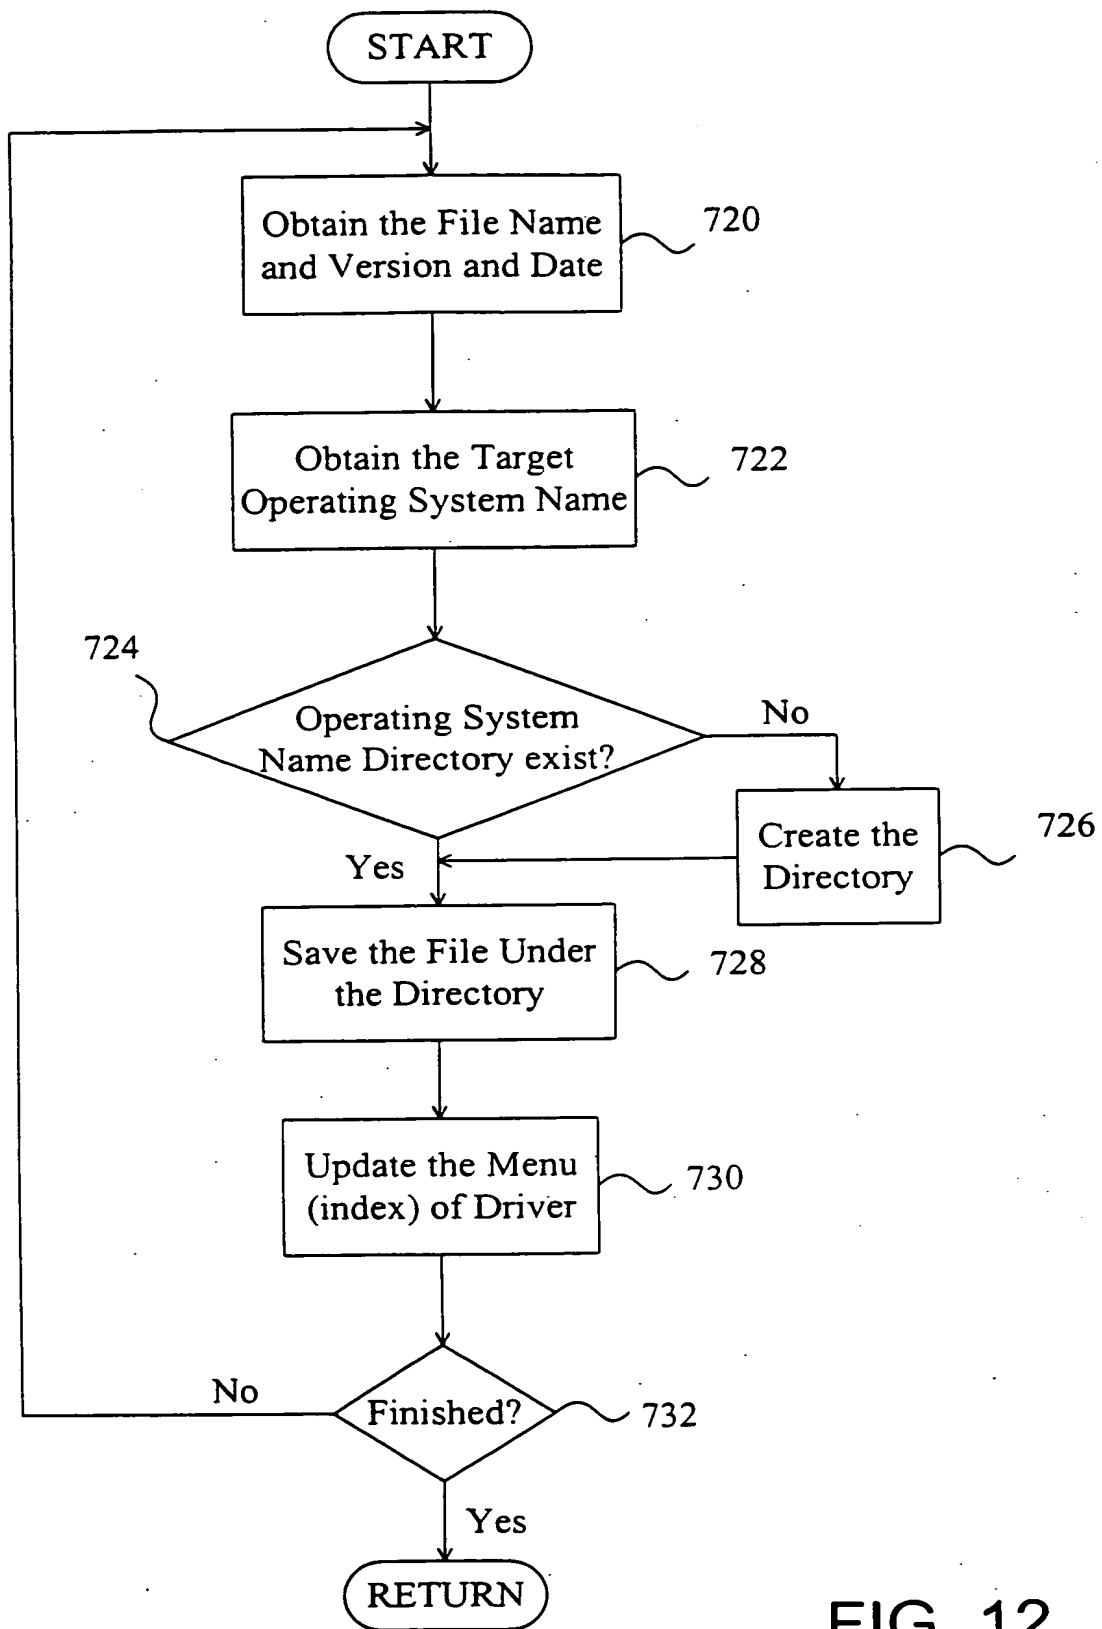 START
Obtain the File Name
and Version and Date
720
Obtain the Target
Operating System Name
722
724
Operating System
Name Directory exist?
No
Create the
Directory
726
Yes
Save the File Under
the Directory
728
Update the Menu
(index) of Driver
730
No
Finished?
732
Yes
RETURN
FIG. 12